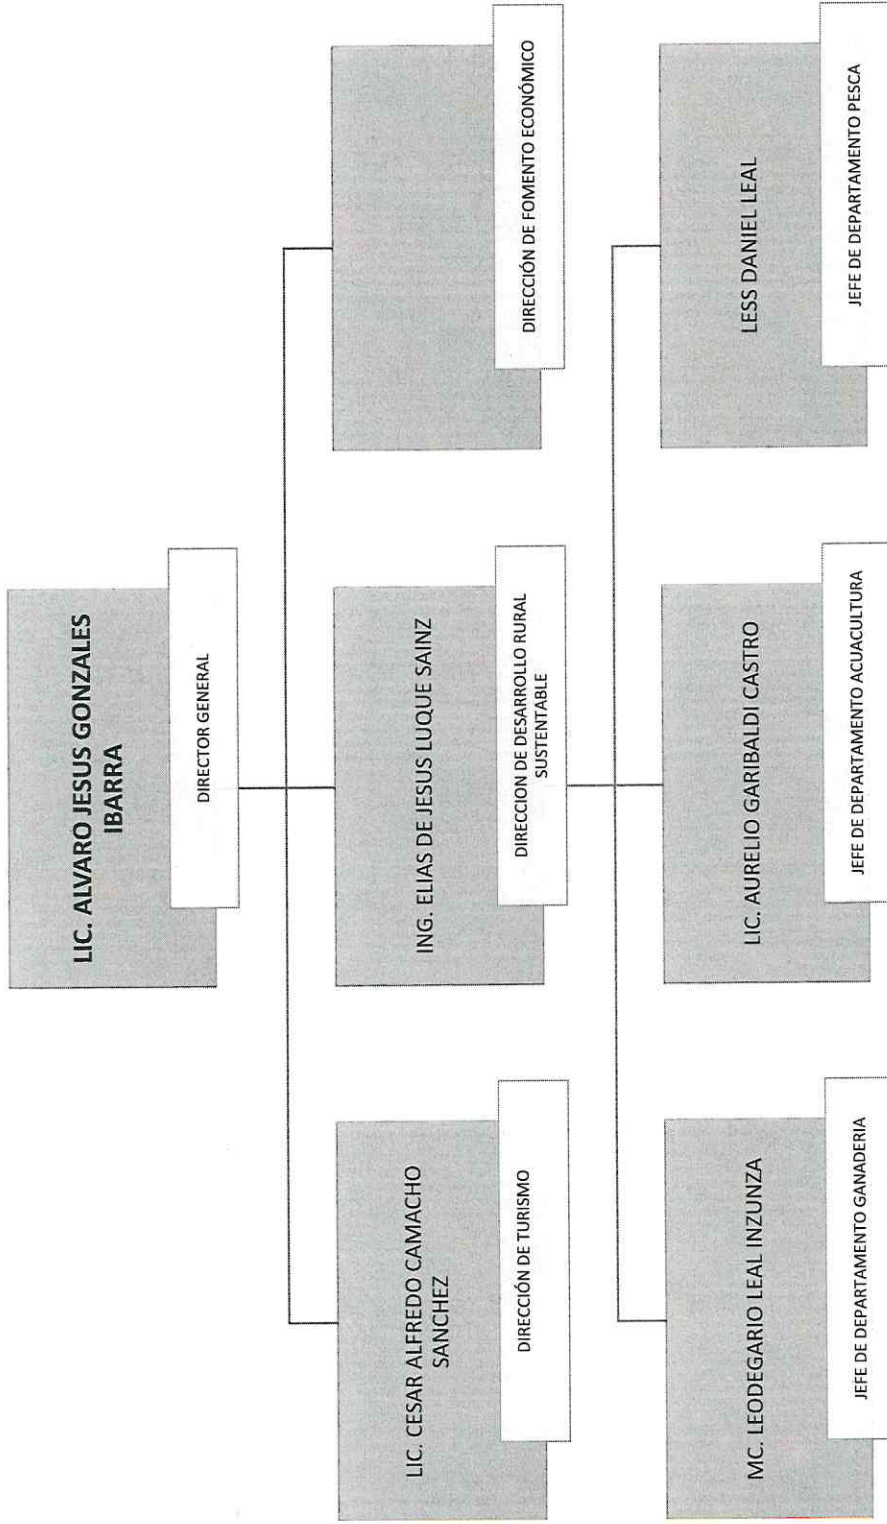 LIC. ALVARO JESUS GONZALES
IBARRA
DIRECTOR GENERAL
LIC. CESAR ALFREDO CAMACHO
SANCHEZ
DIRECCIÓN DE TURISMO
ING. ELIAS DE JESUS LUQUE SAINZ
DIRECCION DE DESARROLLO RURAL
SUSTENTABLE
DIRECCIÓN DE FOMENTO ECONÓMICO
MC. LEODEGARIO LEAL INZUNZA
JEFE DE DEPARTAMENTO GANADERIA
LIC. AURELIO GARIBALDI CASTRO
JEFE DE DEPARTAMENTO ACUACULTURA
LESS DANIEL LEAL
JEFE DE DEPARTAMENTO PESCA